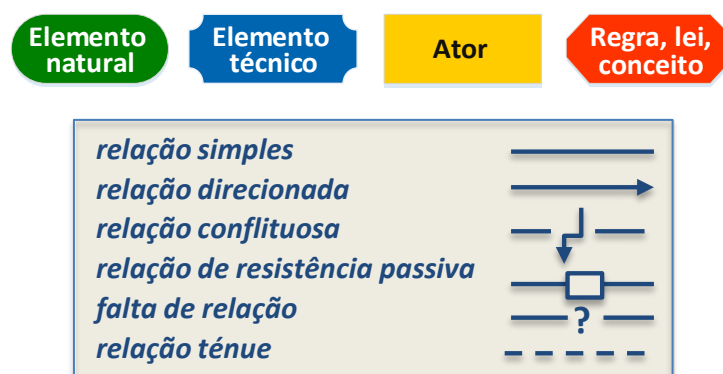 Elemento
natural
Elemento
técnico
Ator
Regra, lei,
conceito
relação simples
relação direcionada
relação conflituosa
relação de resistência passiva
falta de relação
?
relação ténue